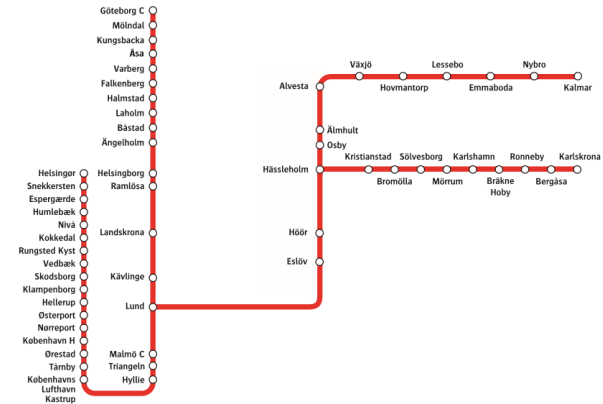 Göteborg C
Mölndal
Kungsbacka
Åsa
Varberg
Falkenberg
Halmstad
Laholm
Båstad
Ängelholm
Helsingborg
Ramlösa
Landskrona
Kävlinge
Lund
Malmö C
Triangeln
Hyllie
Helsingør
Snekkersten
Espergærde
Humlebæk
Nivå
Kokkedal
Rungsted Kyst
Vedbæk
Skodsborg
Klampenborg
Hellerup
Østerport
Nørreport
København H
Ørestad
Tårnby
Københavns
Lufthavn
Kastrup
Växjö
Lessebo
Nybro
Alvesta
Hovmantorp
Emmaboda
Kalmar
Älmhult
Osby
Hässleholm
Kristianstad
Sölvesborg
Karlshamn
Ronneby
Karlskrona
Bromölla
Mörrum
Bräkne
Hoby
Bergåsa
Höör
Eslöv